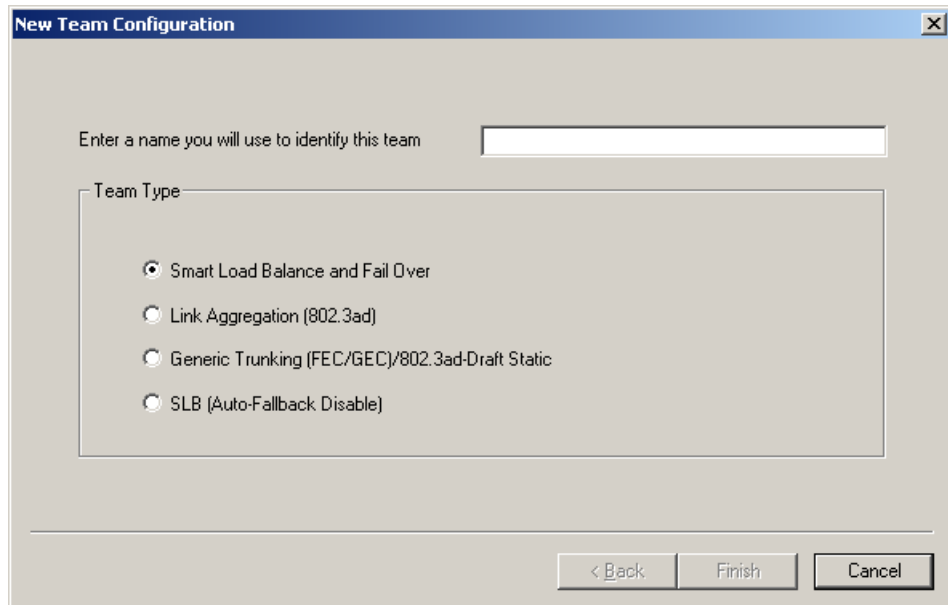 New Team Configuration
Enter a name you will use to identify this team
Team Type
Smart Load Balance and Fail Over
Link Aggregation (802.3ad)
Generic Trunking (FEC/GEC)/802.3ad-Draft Static
SLB (Auto-Fallback Disable)
< Back Finish Cancel